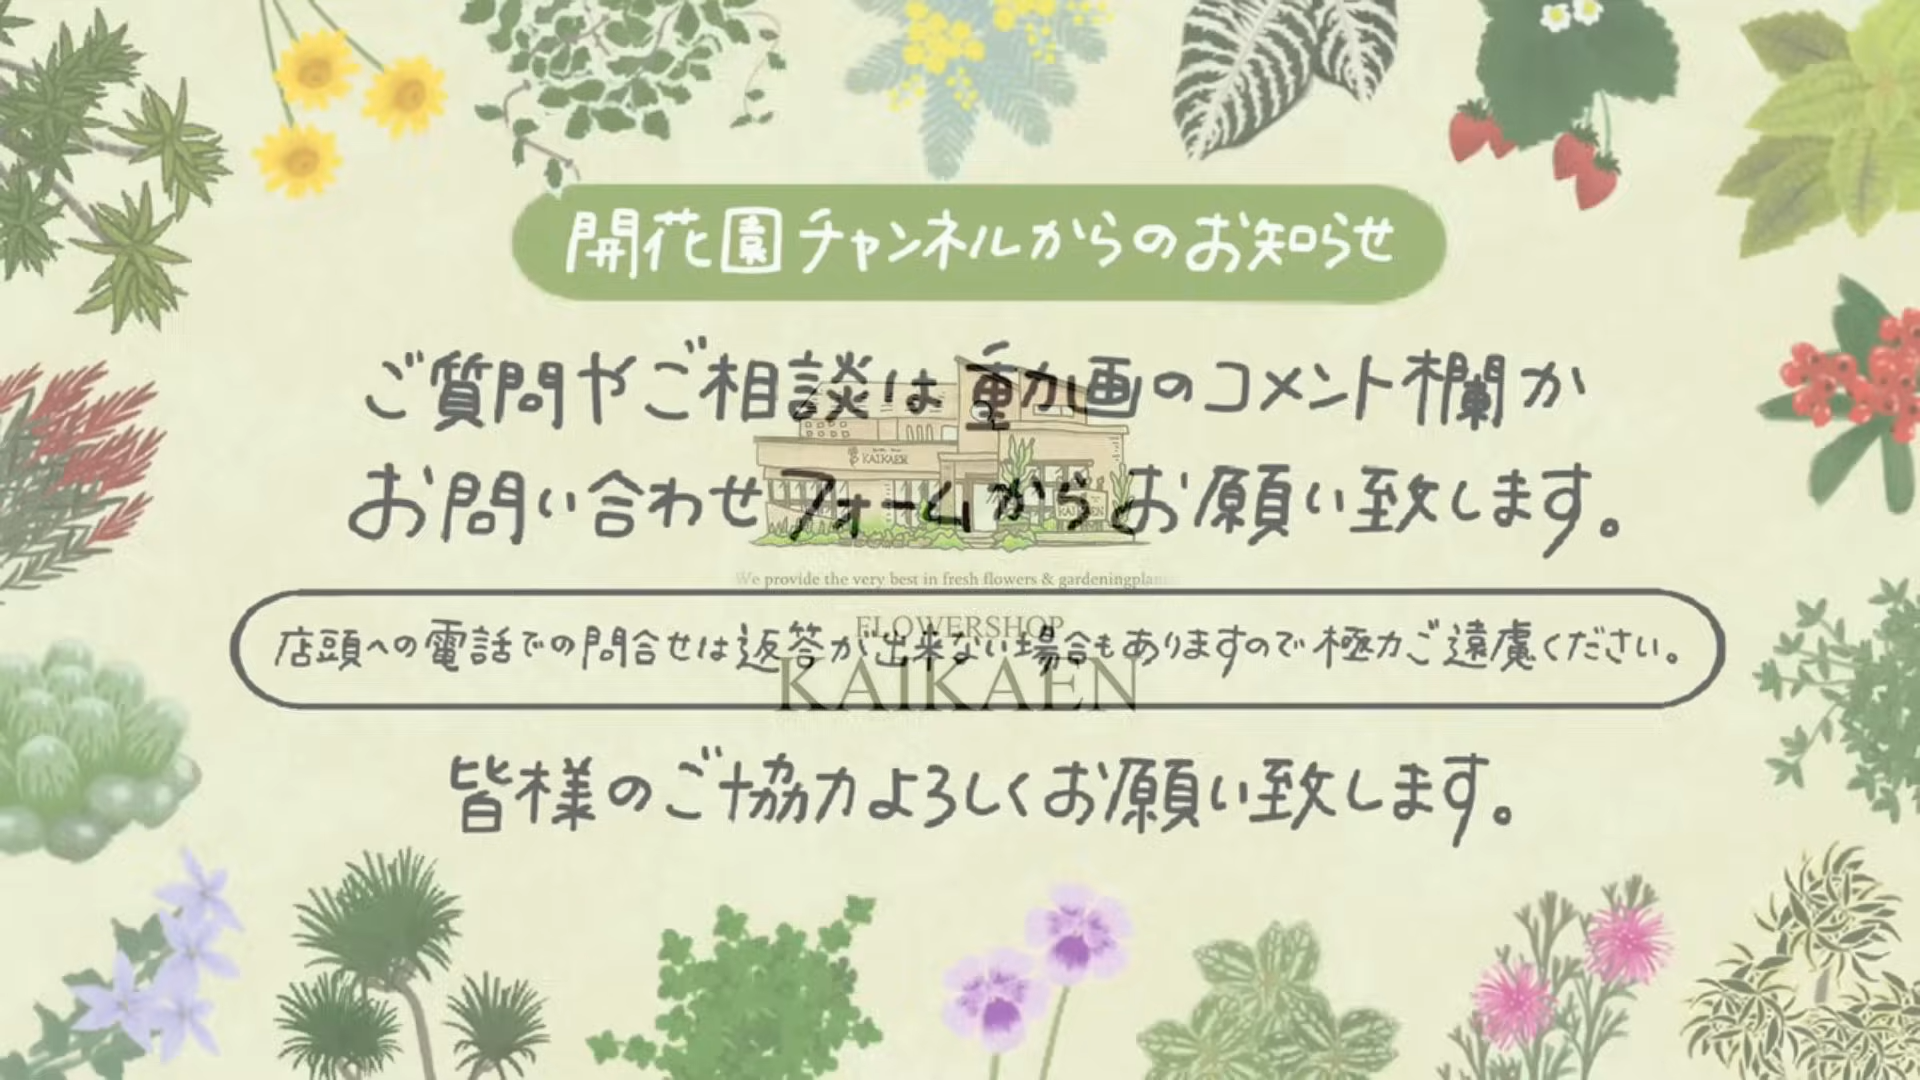 開花園チャンネルからのお知らせ
ご質問やご相談は動画のコメント欄か
お問い合わせフォームからお願い致します。
KAIKAEN
KAIKAEN
We provide the very best in fresh flowers & gardeningplan
FLOWERSHOP
店頭への電話での問合せは返答が出来ない場合もありますので極力ご遠慮ください。
KAIKAEN
皆様のご協力よろしくお願い致します。